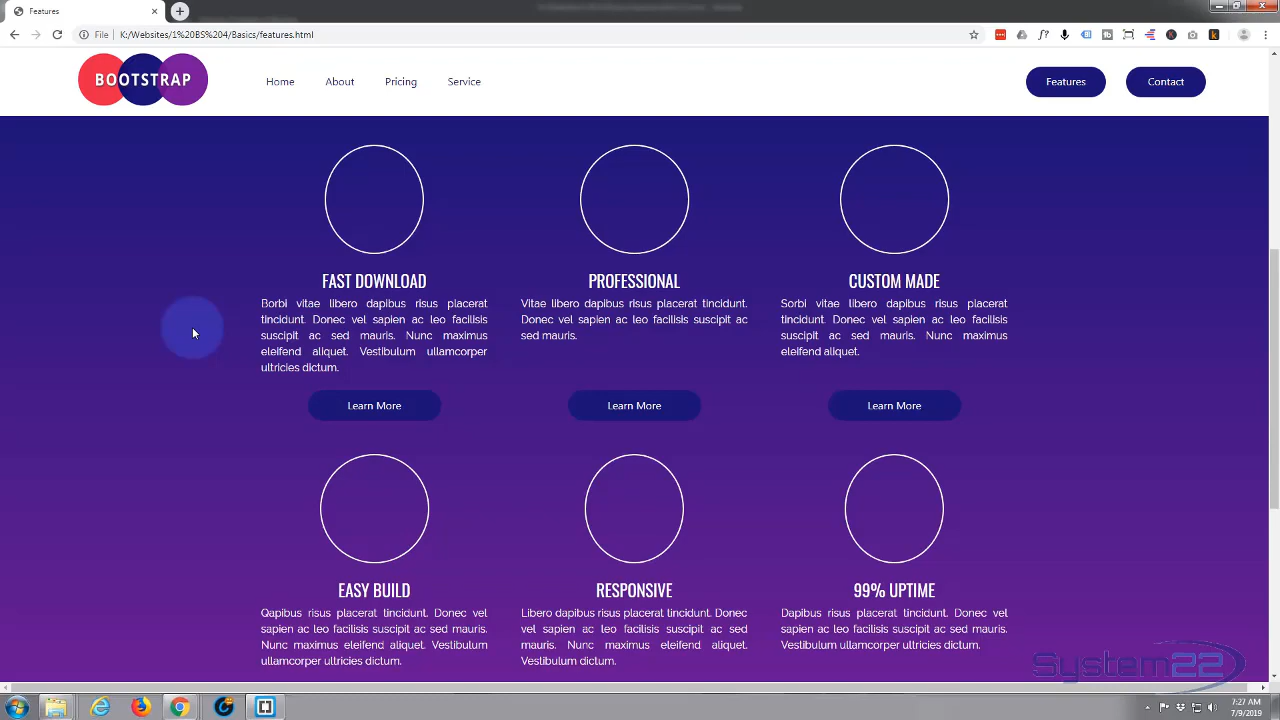 Features
File
K:/Websites/1%20BS%204/Basics/features.html
BOOTSTRAP
Home
About
Pricing
Service
Features
Contact
FAST DOWNLOAD
Borbi vitae libero dapibus risus placerat
tincidunt. Donec vel sapien ac leo facilisis
suscipit ac sed mauris. Nunc maximus
eleifend aliquet. Vestibulum ullamcorper
ultricies dictum.
Learn More
PROFESSIONAL
Vitae libero dapibus risus placerat tincidunt.
Donec vel sapien ac leo facilisis suscipit ac
sed mauris.
Learn More
CUSTOM MADE
Sorbi vitae libero dapibus risus placerat
tincidunt. Donec vel sapien ac leo facilisis
suscipit ac sed mauris. Nunc maximus
eleifend aliquet.
Learn More
EASY BUILD
Qapibus risus placerat tincidunt. Donec vel
sapien ac leo facilisis suscipit ac sed mauris.
Nunc maximus eleifend aliquet. Vestibulum
ullamcorper ultricies dictum.
RESPONSIVE
Libero dapibus risus placerat tincidunt. Donec
vel sapien ac leo facilisis suscipit ac sed
mauris. Nunc maximus eleifend aliquet.
Vestibulum dictum.
99% UPTIME
Dapibus risus placerat tincidunt. Donec vel
sapien ac leo facilisis suscipit ac sed mauris.
Vestibulum ullamcorper ultricies dictum.
System22
7:27 AM
7/9/2019